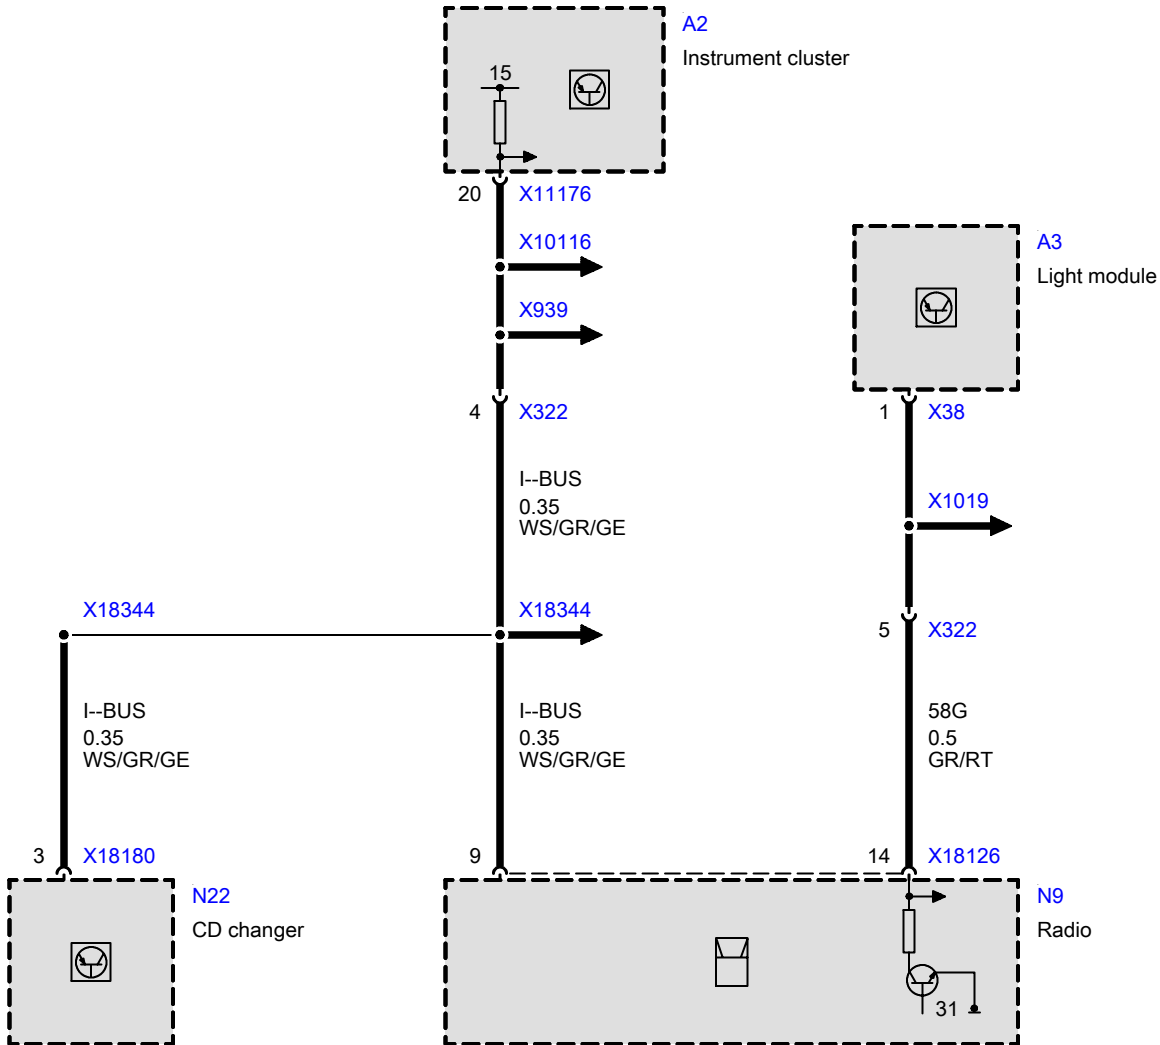 A2
Instrument cluster
15
20 X11176
X10116
A3
Light module
X939
4 X322
1 X38
I--BUS
0.35
WS/GR/GE
X1019
X18344
X18344
5 X322
I--BUS
0.35
WS/GR/GE
I--BUS
0.35
WS/GR/GE
58G
0.5
GR/RT
3 X18180
9
14 X18126
N22
CD changer
N9
Radio
31